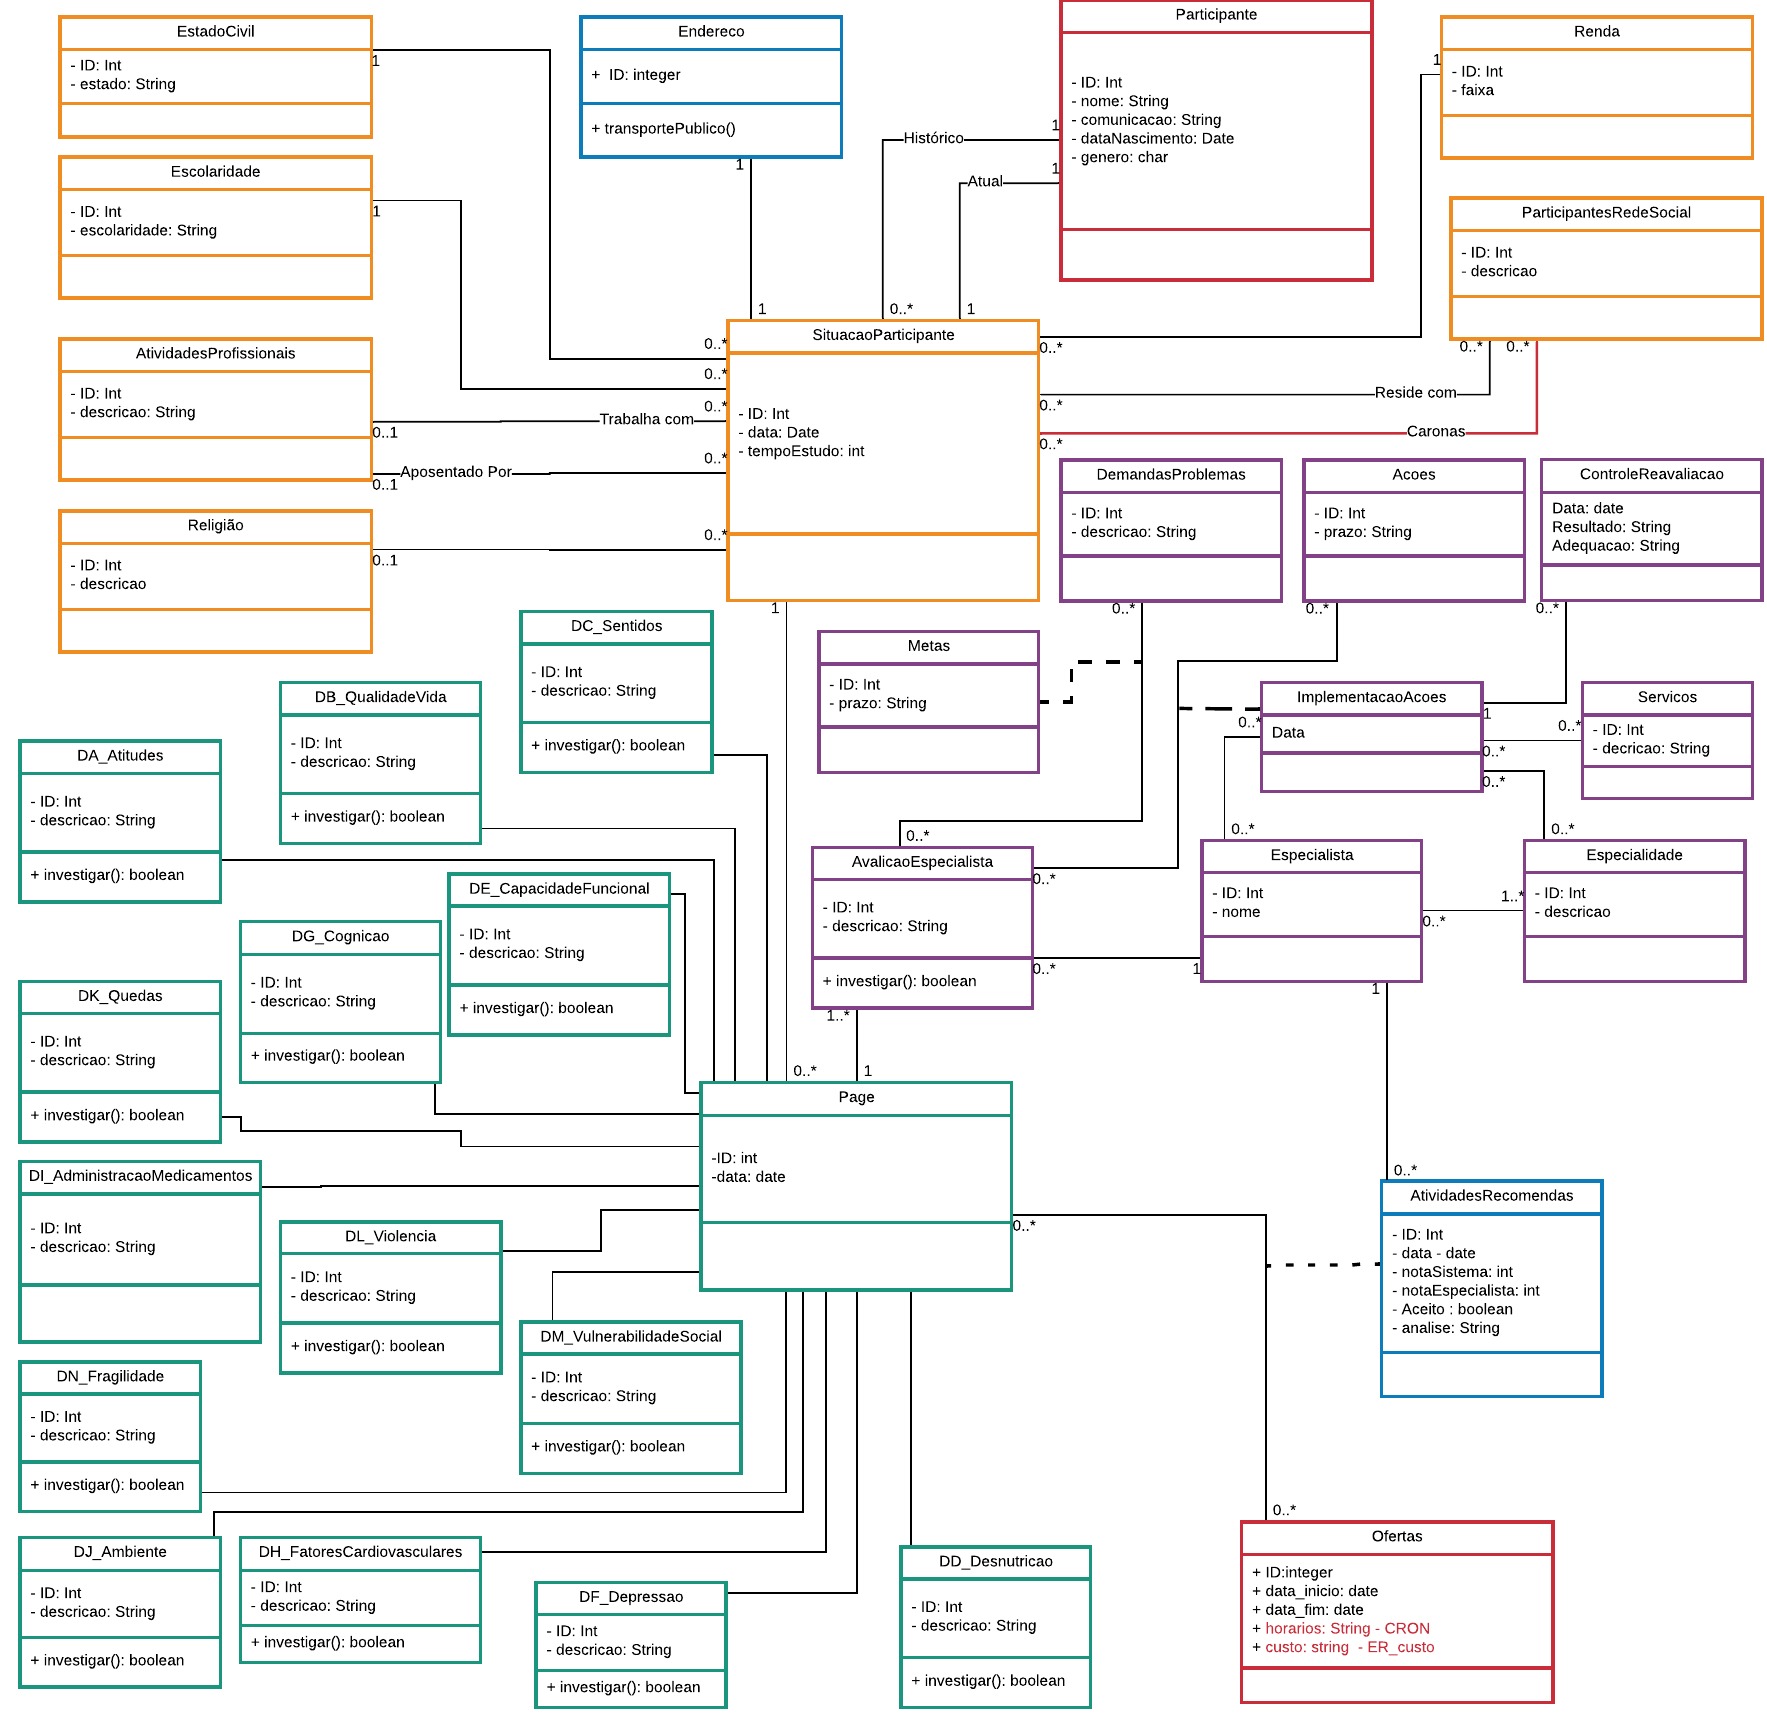 EstadoCivil
- ID: Int
- estado: String
1
Endereco
+  ID: integer
+ transportePublico()
1
Participante
- ID: Int
- nome: String
- comunicacao: String
- dataNascimento: Date
- genero: char
1
Histórico
1
Atual
Renda
- ID: Int
- faixa
1
Escolaridade
- ID: Int
- escolaridade: String
1
ParticipantesRedeSocial
- ID: Int
- descricao
0..*
0..*
1
0..*
1
SituacaoParticipante
- ID: Int
- data: Date
- tempoEstudo: int
0..*
0..*
0..*
0..*
0..*
0..*
0..*
0..*
1
Reside com
Caronas
AtividadesProfissionais
- ID: Int
- descricao: String
0..1
Trabalha com
0..1
Aposentado Por
Religião
- ID: Int
- descricao
0..1
DemandasProblemas
- ID: Int
- descricao: String
0..*
Acoes
- ID: Int
- prazo: String
0..*
ControleReavaliacao
Data: date
Resultado: String
Adequacao: String
0..*
DC_Sentidos
- ID: Int
- descricao: String
+ investigar(): boolean
Metas
- ID: Int
- prazo: String
DB_QualidadeVida
- ID: Int
- descricao: String
+ investigar(): boolean
ImplementacaoAcoes
Data
0..*
1
0..*
0..*
Servicos
- ID: Int
- decricao: String
0..*
DA_Atitudes
- ID: Int
- descricao: String
+ investigar(): boolean
AvalicaoEspecialista
- ID: Int
- descricao: String
+ investigar(): boolean
0..*
0..*
0..*
1..*
Especialista
- ID: Int
- nome
0..*
0..*
1
1
Especialidade
- ID: Int
- descricao
0..*
1..*
DE_CapacidadeFuncional
- ID: Int
- descricao: String
+ investigar(): boolean
DG_Cognicao
- ID: Int
- descricao: String
+ investigar(): boolean
DK_Quedas
- ID: Int
- descricao: String
+ investigar(): boolean
0..*
1
Page
-ID: int
-data: date
0..*
DI_AdministracaoMedicamentos
- ID: Int
- descricao: String
0..*
AtividadesRecomendas
- ID: Int
- data - date
- notaSistema: int
- notaEspecialista: int
- Aceito : boolean
- analise: String
DL_Violencia
- ID: Int
- descricao: String
+ investigar(): boolean
DM_VulnerabilidadeSocial
- ID: Int
- descricao: String
+ investigar(): boolean
DN_Fragilidade
- ID: Int
- descricao: String
+ investigar(): boolean
DJ_Ambiente
- ID: Int
- descricao: String
+ investigar(): boolean
DH_FatoresCardiovasculares
- ID: Int
- descricao: String
+ investigar(): boolean
DF_Depressao
- ID: Int
- descricao: String
+ investigar(): boolean
DD_Desnutricao
- ID: Int
- descricao: String
+ investigar(): boolean
0..*
Ofertas
+ ID:integer
+ data_inicio: date
+ data_fim: date
+ horarios: String - CRON
+ custo: string  - ER_custo